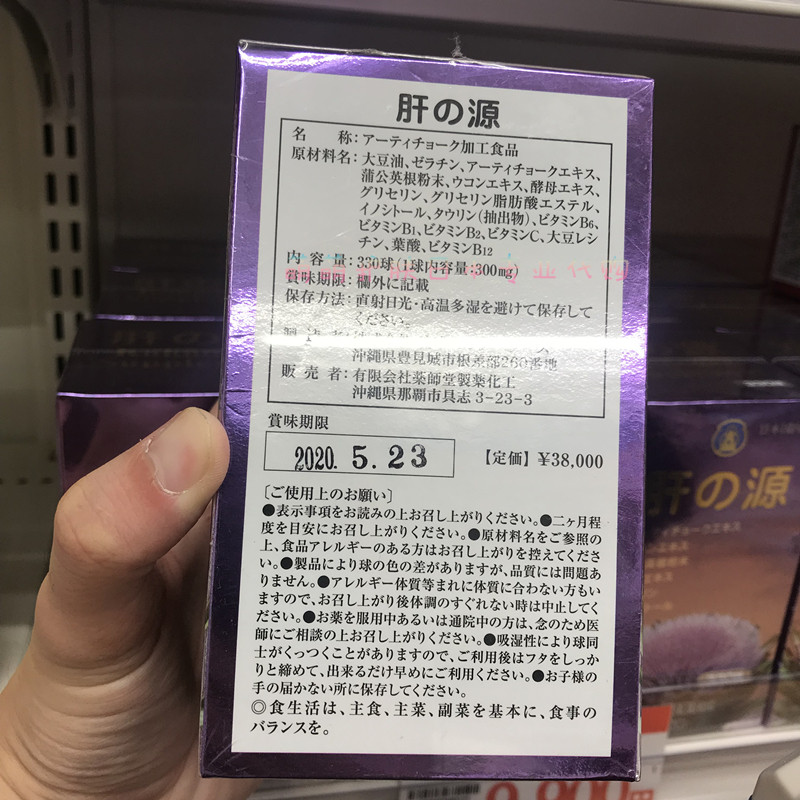 肝の源
名　　称：アーティチョーク加工食品
原材料名：大豆油、ゼラチン、アーティチョークエキス、
蒲公英根粉末、ウコンエキス、酵母エキス、
グリセリン、グリセリン脂肪酸エステル、
イノシトール、タウリン（抽出物）、ビタミンB6、
ビタミンB1、ビタミンB2、ビタミンC、大豆レシ
チン、葉酸、ビタミンB12
内 容 量：330球（1球内容量：300mg）
賞味期限：欄外に記載
保存方法：直射日光・高温多湿を避けて保存して
ください。
沖縄県豊見城市根差部260番地
販 売 者：有限会社薬師堂製薬化工
沖縄県那覇市具志 3-23-3
賞味期限
2020. 5. 23
【定価】¥38,000
〔ご使用上のお願い〕
●表示事項をお読みの上お召し上がりください。●二ヶ月程
度を目安にお召し上がりください。●原材料名をご参照の
上、食品アレルギーのある方はお召し上がりを控えてくださ
い。●製品により球の色の差がありますが、品質には問題あ
りません。●アレルギー体質等まれに体質に合わない方もい
ますので、お召し上がり後体調のすぐれない時は中止してく
ださい。●お薬を服用中あるいは通院中の方は、念のため医
師にご相談の上お召し上がりください。●吸湿性により球同
士がくっつくことがありますので、ご利用後はフタをしっか
りと締めて、出来るだけ早めにご利用ください。●お子様の
手の届かない所に保存してください。
◎食生活は、主食、主菜、副菜を基本に、食事の
バランスを。
肝の源
ティチョークエキス
9,800円